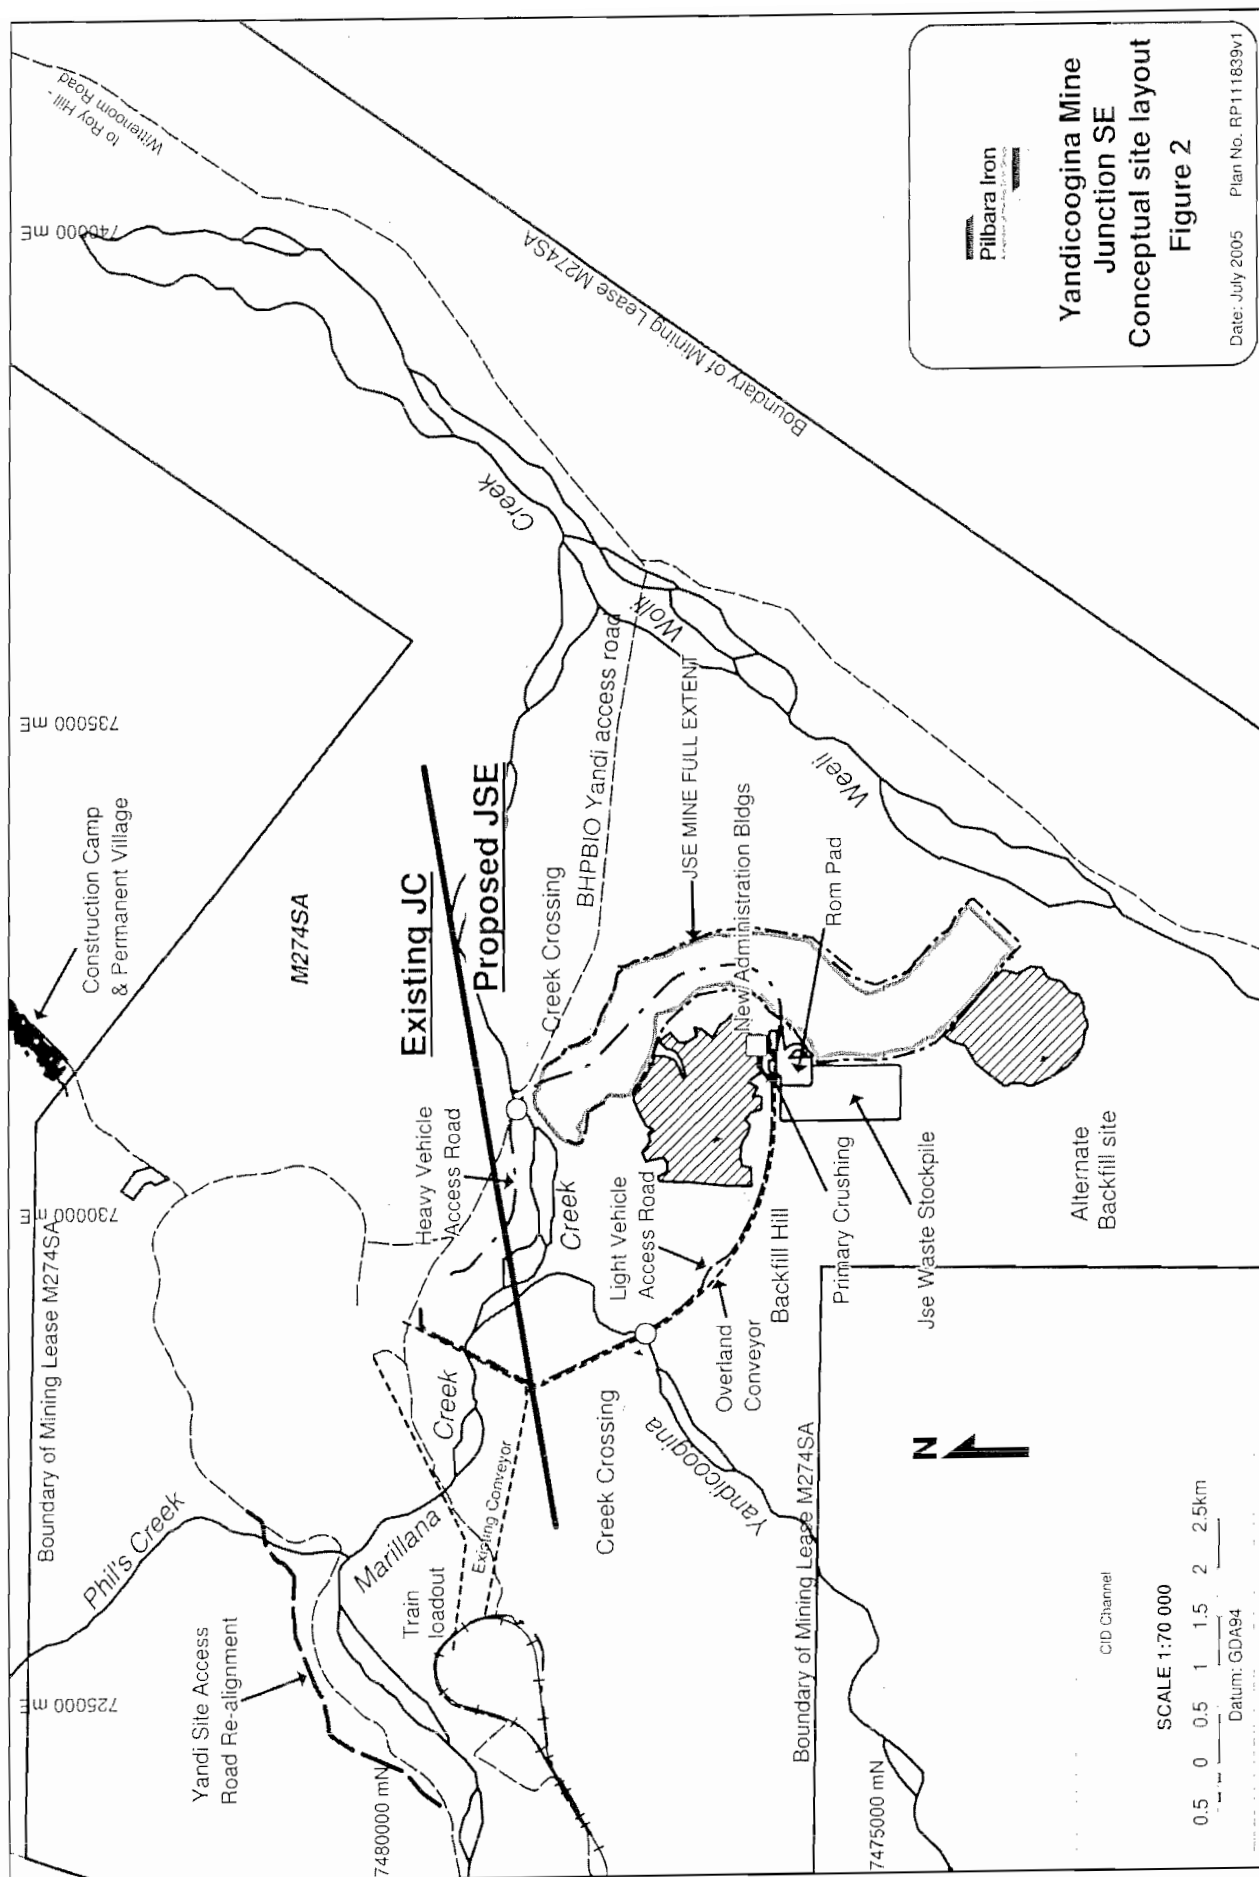 to Roy Hill -
Wittenoom Road
740000 mE
735000 mE
730000 mE
725000 mE
Construction Camp
& Permanent Village
M274SA
Boundary of Mining Lease M274SA
Boundary of Mining Lease M274SA
Phil's Creek
Yandi Site Access
Road Re-alignment
Marillana
Creek
Train
loadout
Existing Conveyor
Existing JC
Proposed JSE
Heavy Vehicle
Access Road
Creek Crossing
Creek
BHPBIO Yandi access road
Weeli
Wolli
Creek
JSE MINE FULL EXTENT
New Administration Bldgs
Rom Pad
Light Vehicle
Access Road
Overland
Conveyor
Backfill Hill
Primary Crushing
Jse Waste Stockpile
Alternate
Backfill site
Creek Crossing
Yandicoogina
Boundary of Mining Lease M274SA
7480000 mN
7475000 mN
N
CID Channel
SCALE 1:70 000
0.5 0 0.5 1 1.5 2 2.5km
Datum: GDA94
Pilbara Iron
Yandicoogina Mine
Junction SE
Conceptual site layout
Figure 2
Date: July 2005 Plan No. RP111839v1